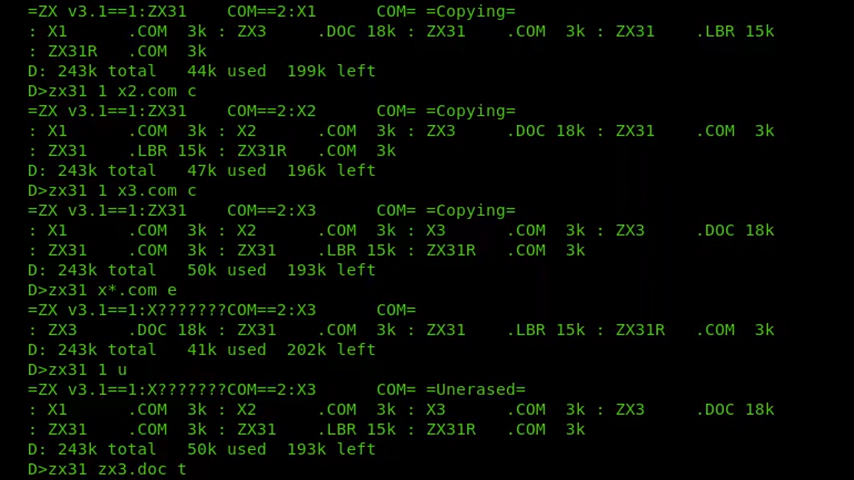 =ZX v3.1==1:ZX31    COM==2:X1      COM= =Copying=
: X1      .COM  3k : ZX3     .DOC 18k : ZX31    .COM  3k : ZX31    .LBR 15k
: ZX31R   .COM  3k
D: 243k total   44k used  199k left
D>zx31 1 x2.com c
=ZX v3.1==1:ZX31    COM==2:X2      COM= =Copying=
: X1      .COM  3k : X2      .COM  3k : ZX3     .DOC 18k : ZX31    .COM  3k
: ZX31    .LBR 15k : ZX31R   .COM  3k
D: 243k total   47k used  196k left
D>zx31 1 x3.com c
=ZX v3.1==1:ZX31    COM==2:X3      COM= =Copying=
: X1      .COM  3k : X2      .COM  3k : X3      .COM  3k : ZX3     .DOC 18k
: ZX31    .COM  3k : ZX31    .LBR 15k : ZX31R   .COM  3k
D: 243k total   50k used  193k left
D>zx31 x*.com e
=ZX v3.1==1:X???????COM==2:X3      COM=
: ZX3     .DOC 18k : ZX31    .COM  3k : ZX31    .LBR 15k : ZX31R   .COM  3k
D: 243k total   41k used  202k left
D>zx31 1 u
=ZX v3.1==1:X???????COM==2:X3      COM= =Unerased=
: X1      .COM  3k : X2      .COM  3k : X3      .COM  3k : ZX3     .DOC 18k
: ZX31    .COM  3k : ZX31    .LBR 15k : ZX31R   .COM  3k
D: 243k total   50k used  193k left
D>zx31 zx3.doc t